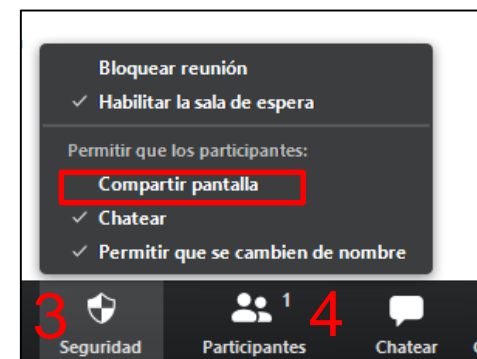 Bloquear reunión
✓ Habilitar la sala de espera
Permitir que los participantes:
Compartir pantalla
✓ Chatear
✓ Permitir que se cambien de nombre
3 1 4
Seguridad Participantes Chatear